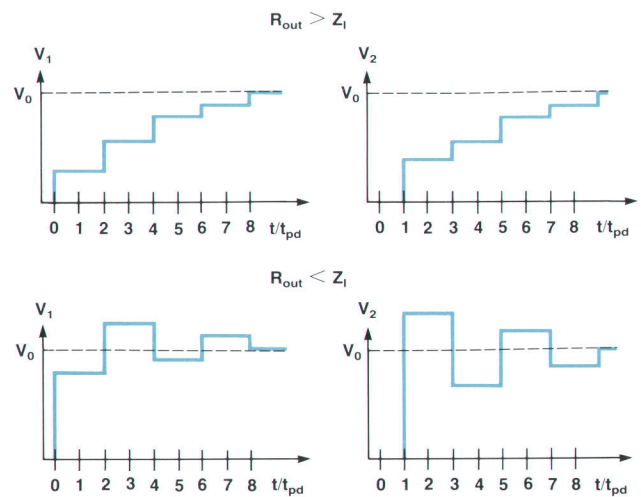 R_out > Z_I
V_1
V_0
0 1 2 3 4 5 6 7 8 t/t_pd
V_2
V_0
0 1 2 3 4 5 6 7 8 t/t_pd
R_out < Z_I
V_1
V_0
0 1 2 3 4 5 6 7 8 t/t_pd
V_2
V_0
0 1 2 3 4 5 6 7 8 t/t_pd